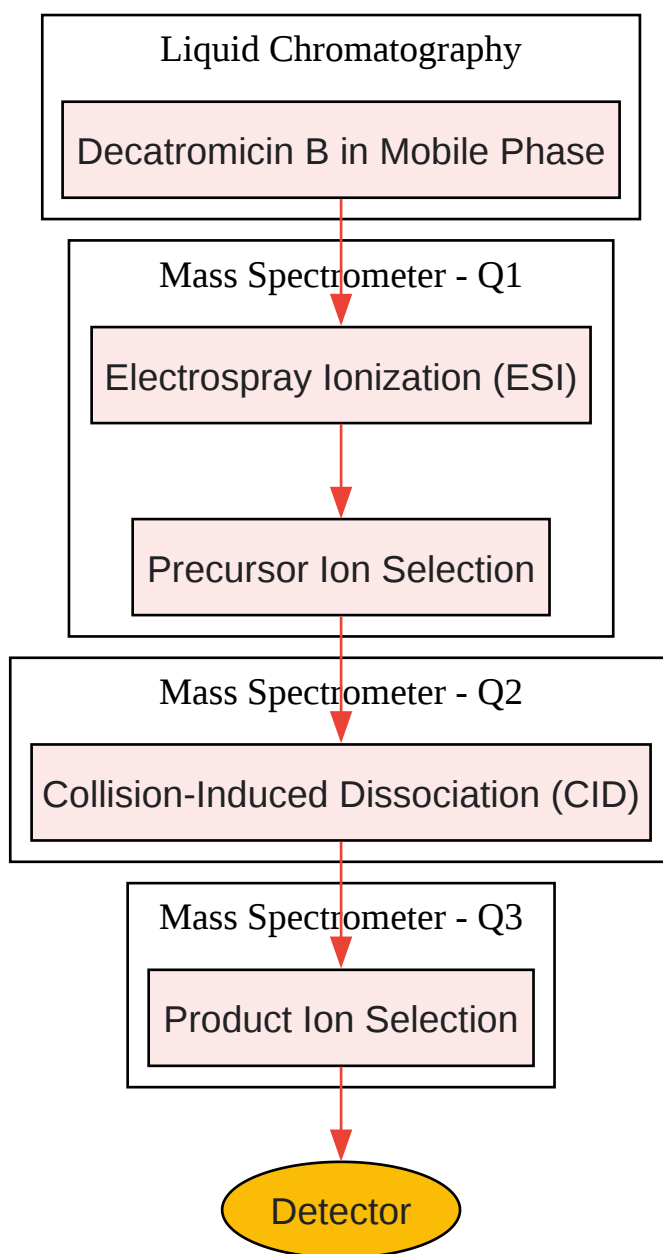 Liquid Chromatography
Decatromicin B in Mobile Phase
Mass Spectrometer - Q1
Electrospray Ionization (ESI)
Precursor Ion Selection
Mass Spectrometer - Q2
Collision-Induced Dissociation (CID)
Mass Spectrometer - Q3
Product Ion Selection
Detector